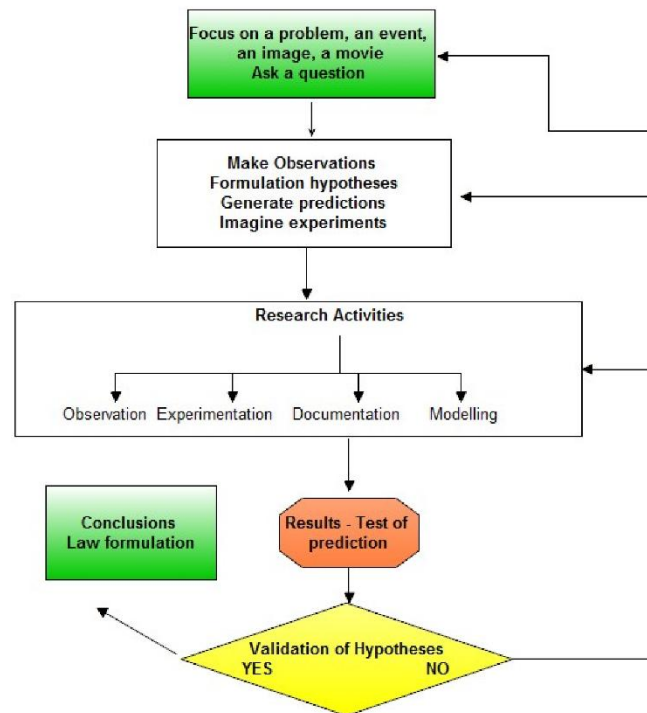 Focus on a problem, an event,
an image, a movie
Ask a question
Make Observations
Formulation hypotheses
Generate predictions
Imagine experiments
Research Activities
Observation Experimentation Documentation Modelling
Conclusions
Law formulation
Results - Test of
prediction
Validation of Hypotheses
YES NO